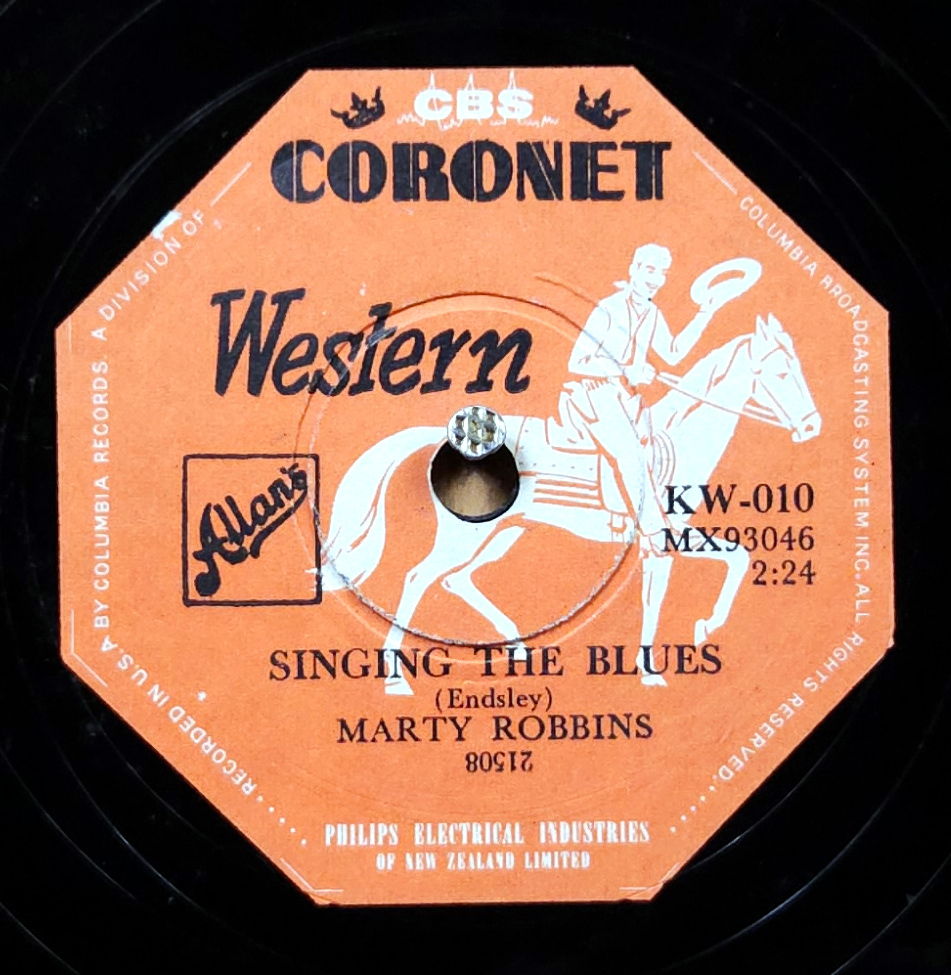 CBS
CORONET
Western
Allan's
KW-010
MX93046
2:24
SINGING THE BLUES
(Endsley)
MARTY ROBBINS
21508
PHILIPS ELECTRICAL INDUSTRIES
OF NEW ZEALAND LIMITED
RECORDED IN U.S.A BY COLUMBIA RECORDS. A DIVISION OF
COLUMBIA BROADCASTING SYSTEM INC. ALL RIGHTS RESERVED.